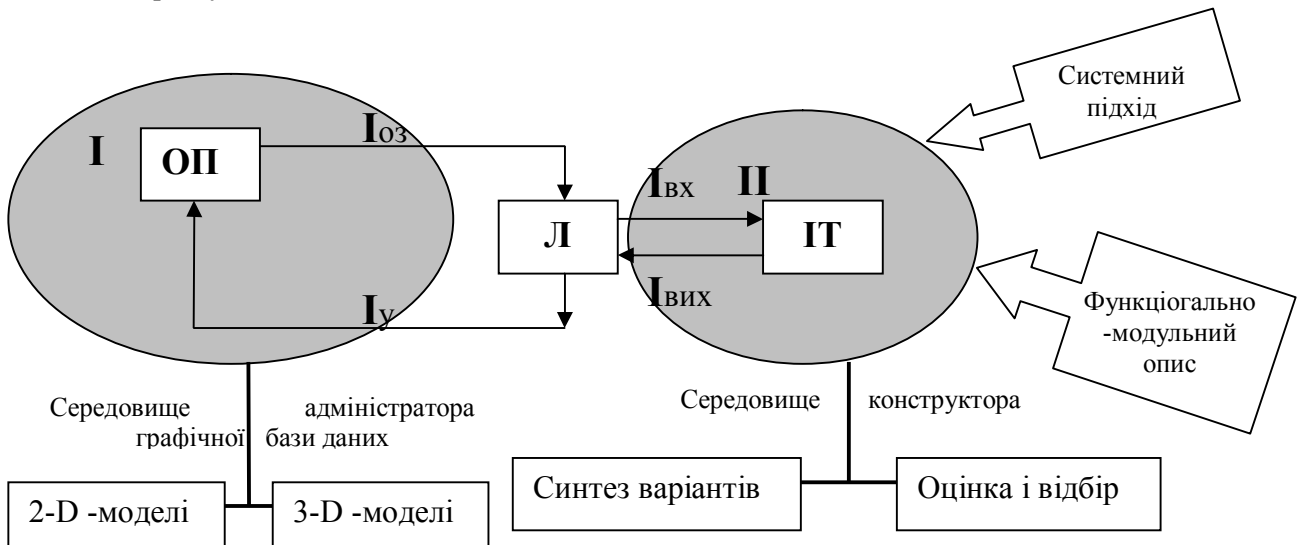 Системний
підхід
I
ОП
Iоз
Iвх
II
Л
ІТ
Iвих
Iу
Функціогально
-модульний
опис
Середовище адміністратора
графічної бази даних
Середовище конструктора
2-D -моделі
3-D -моделі
Синтез варіантів
Оцінка і відбір